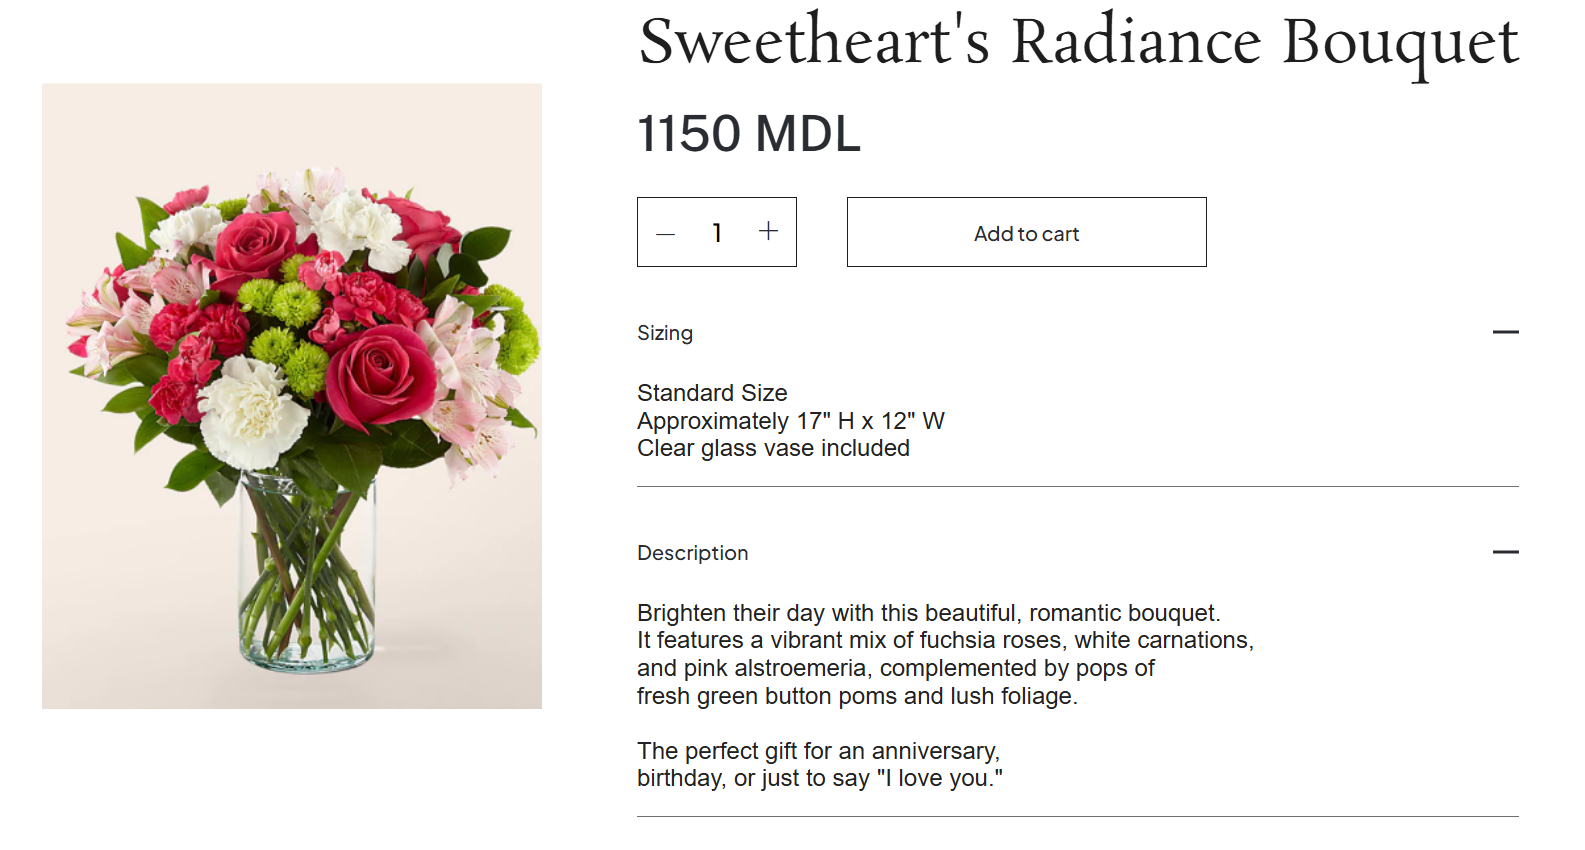 Sweetheart's Radiance Bouquet
1150 MDL
— 1 +
Add to cart
Sizing
Standard Size
Approximately 17" H x 12" W
Clear glass vase included
Description
Brighten their day with this beautiful, romantic bouquet.
It features a vibrant mix of fuchsia roses, white carnations,
and pink alstroemeria, complemented by pops of
fresh green button poms and lush foliage.
The perfect gift for an anniversary,
birthday, or just to say "I love you."